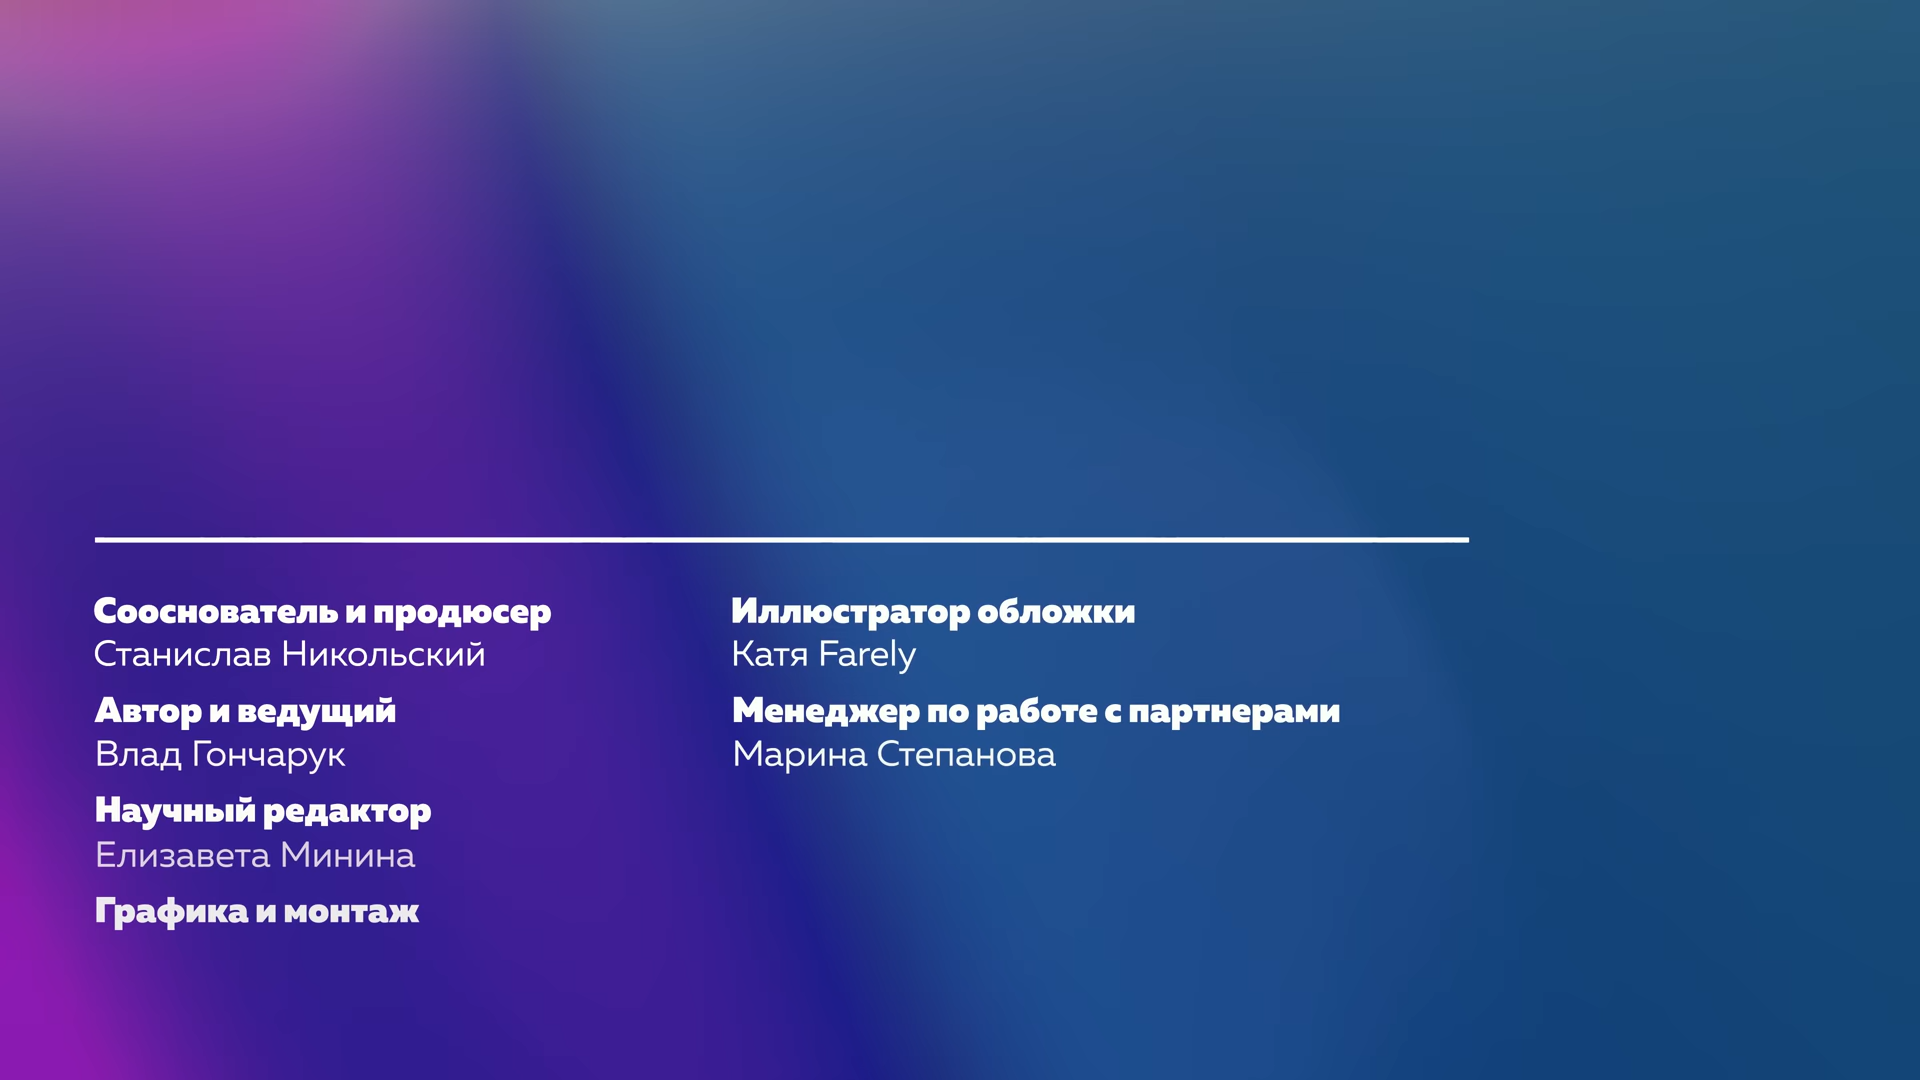 Сооснователь и продюсер
Станислав Никольский
Автор и ведущий
Влад Гончарук
Научный редактор
Елизавета Минина
Графика и монтаж
Иллюстратор обложки
Катя Farely
Менеджер по работе с партнерами
Марина Степанова